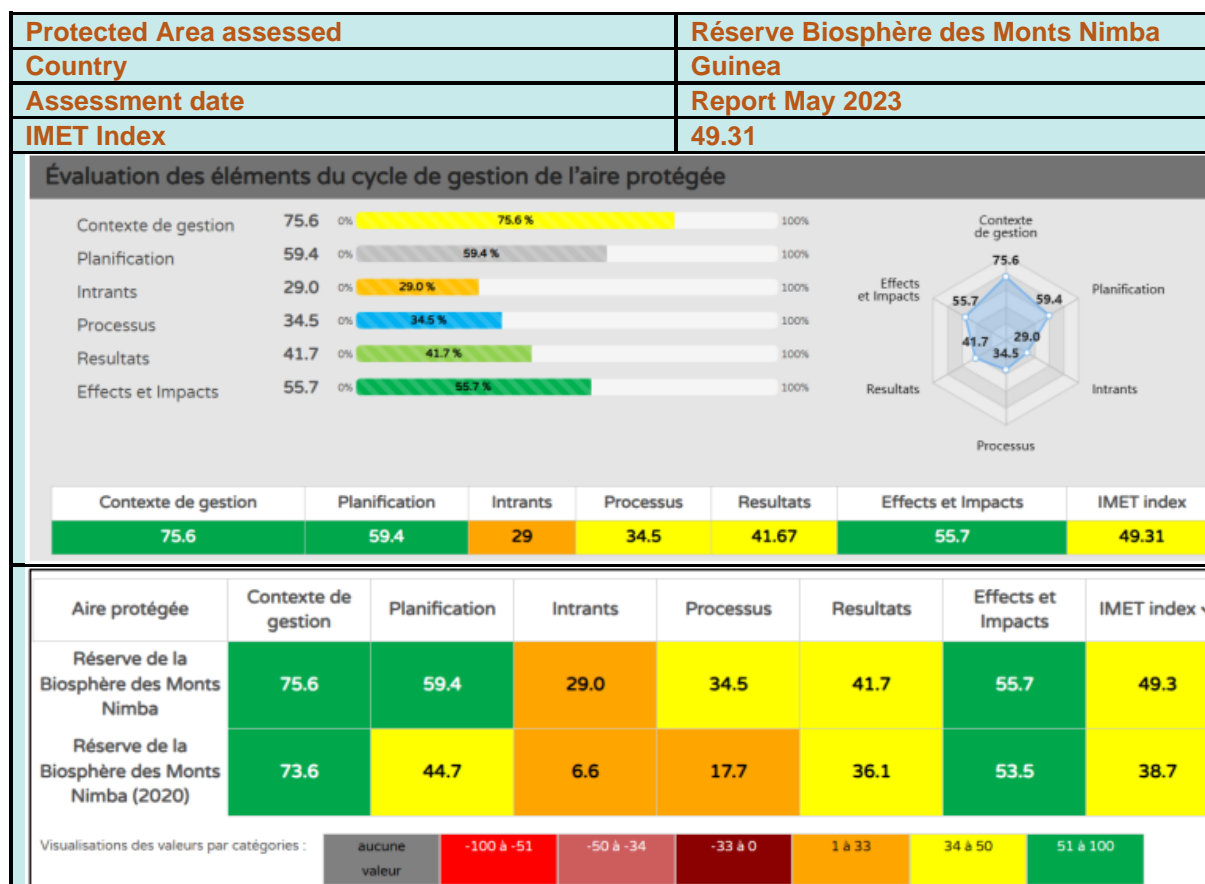 Protected Area assessed Réserve Biosphère des Monts Nimba
Country Guinea
Assessment date Report May 2023
IMET Index 49.31
Évaluation des éléments du cycle de gestion de l'aire protégée
Contexte de gestion 75.6 0% 75.6 % 100%
Planification 59.4 0% 59.4 % 100%
Intrants 29.0 0% 29.0 % 100%
Processus 34.5 0% 34.5 % 100%
Resultats 41.7 0% 41.7 % 100%
Effects et Impacts 55.7 0% 55.7 % 100%
Contexte
de gestion
75.6
Effects
et Impacts
55.7
59.4
Planification
41.7
29.0
34.5
Resultats
Intrants
Processus
Contexte de gestion Planification Intrants Processus Resultats Effects et Impacts IMET index
75.6 59.4 29 34.5 41.67 55.7 49.31
Aire protégée Contexte de gestion Planification Intrants Processus Resultats Effects et Impacts IMET index
Réserve de la
Biosphère des Monts
Nimba
75.6 59.4 29.0 34.5 41.7 55.7 49.3
Réserve de la
Biosphère des Monts
Nimba (2020)
73.6 44.7 6.6 17.7 36.1 53.5 38.7
Visualisations des valeurs par catégories :
aucune
valeur
-100 à -51 -50 à -34 -33 à 0 1 à 33 34 à 50 51 à 100